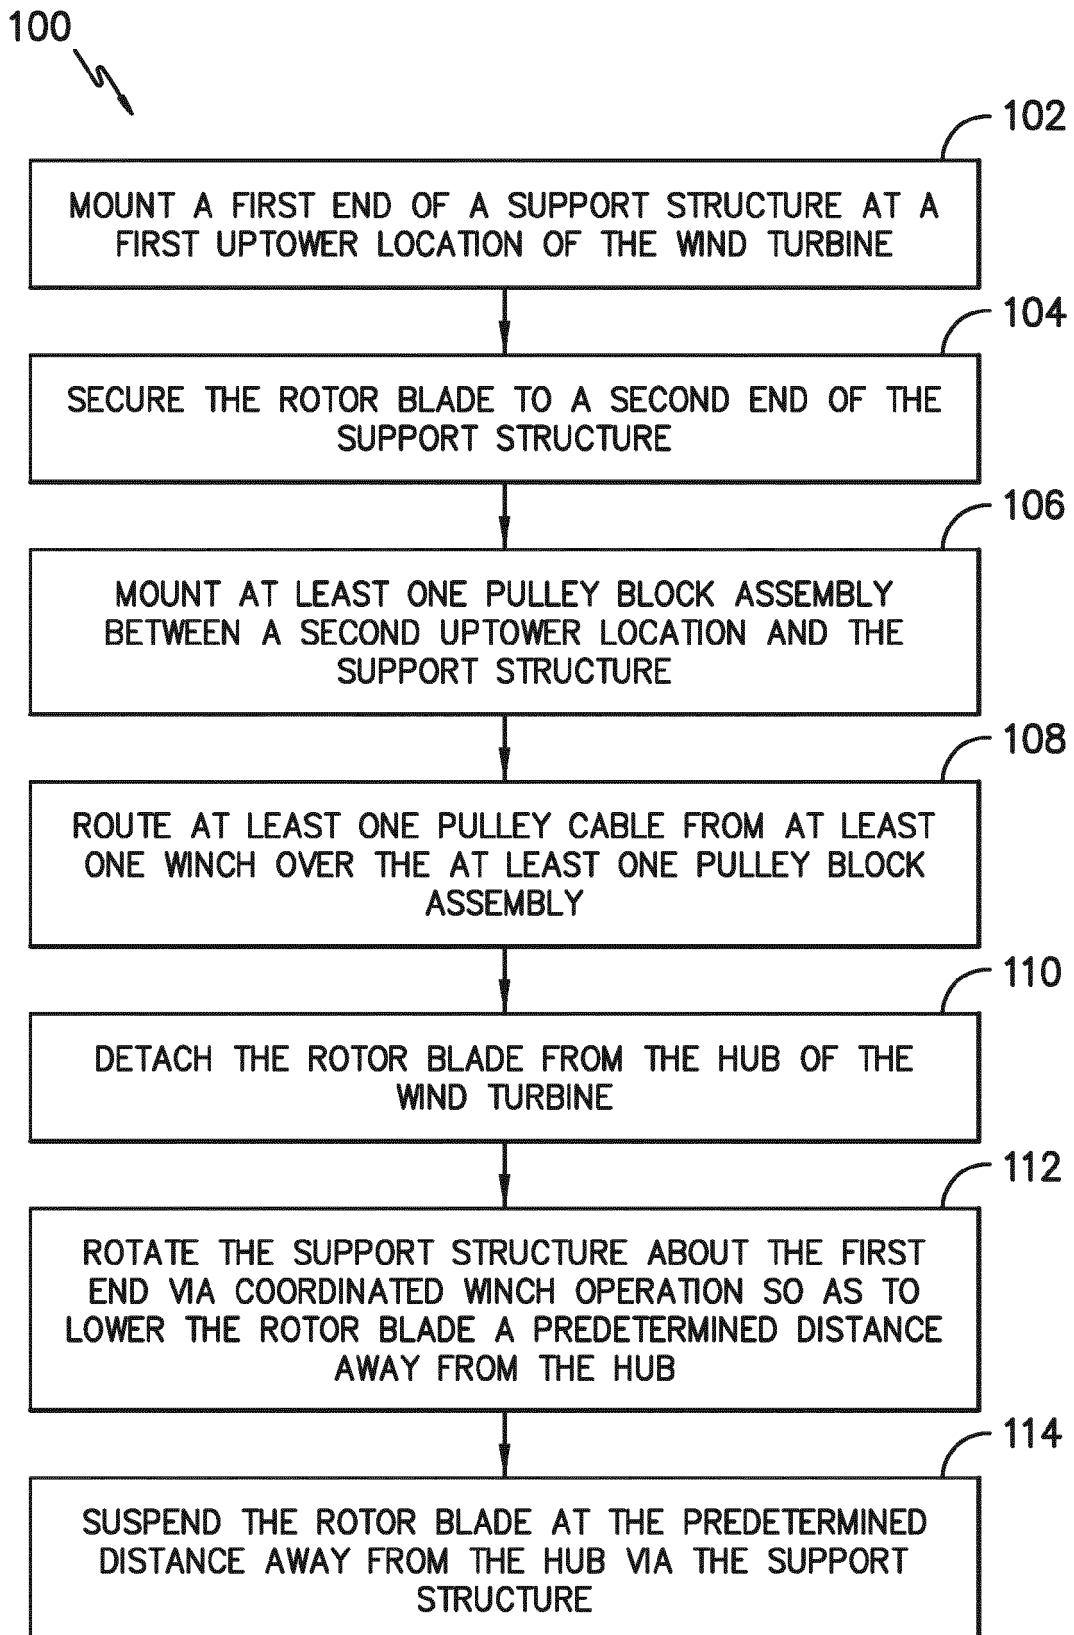 100
102
MOUNT A FIRST END OF A SUPPORT STRUCTURE AT A
FIRST UPTOWER LOCATION OF THE WIND TURBINE
104
SECURE THE ROTOR BLADE TO A SECOND END OF THE
SUPPORT STRUCTURE
106
MOUNT AT LEAST ONE PULLEY BLOCK ASSEMBLY
BETWEEN A SECOND UPTOWER LOCATION AND THE
SUPPORT STRUCTURE
108
ROUTE AT LEAST ONE PULLEY CABLE FROM AT LEAST
ONE WINCH OVER THE AT LEAST ONE PULLEY BLOCK
ASSEMBLY
110
DETACH THE ROTOR BLADE FROM THE HUB OF THE
WIND TURBINE
112
ROTATE THE SUPPORT STRUCTURE ABOUT THE FIRST
END VIA COORDINATED WINCH OPERATION SO AS TO
LOWER THE ROTOR BLADE A PREDETERMINED DISTANCE
AWAY FROM THE HUB
114
SUSPEND THE ROTOR BLADE AT THE PREDETERMINED
DISTANCE AWAY FROM THE HUB VIA THE SUPPORT
STRUCTURE